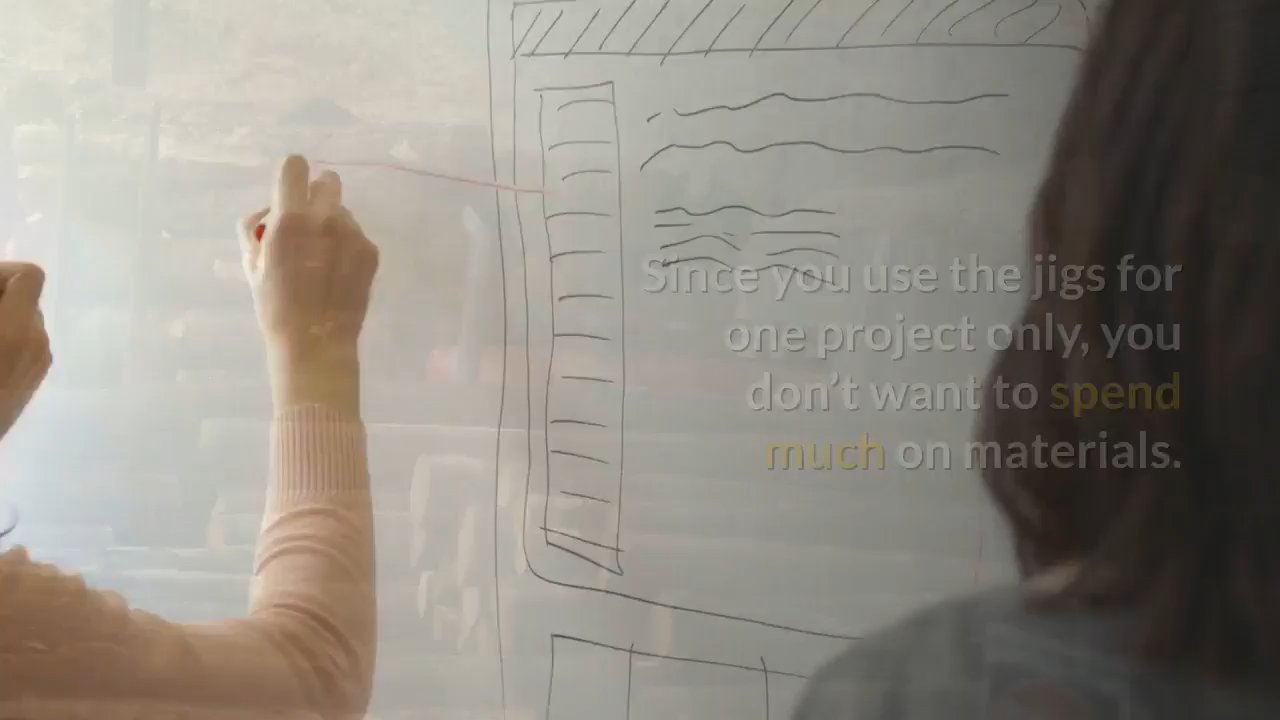 Since you use the jigs for
one project only, you
don’t want to spend
much on materials.